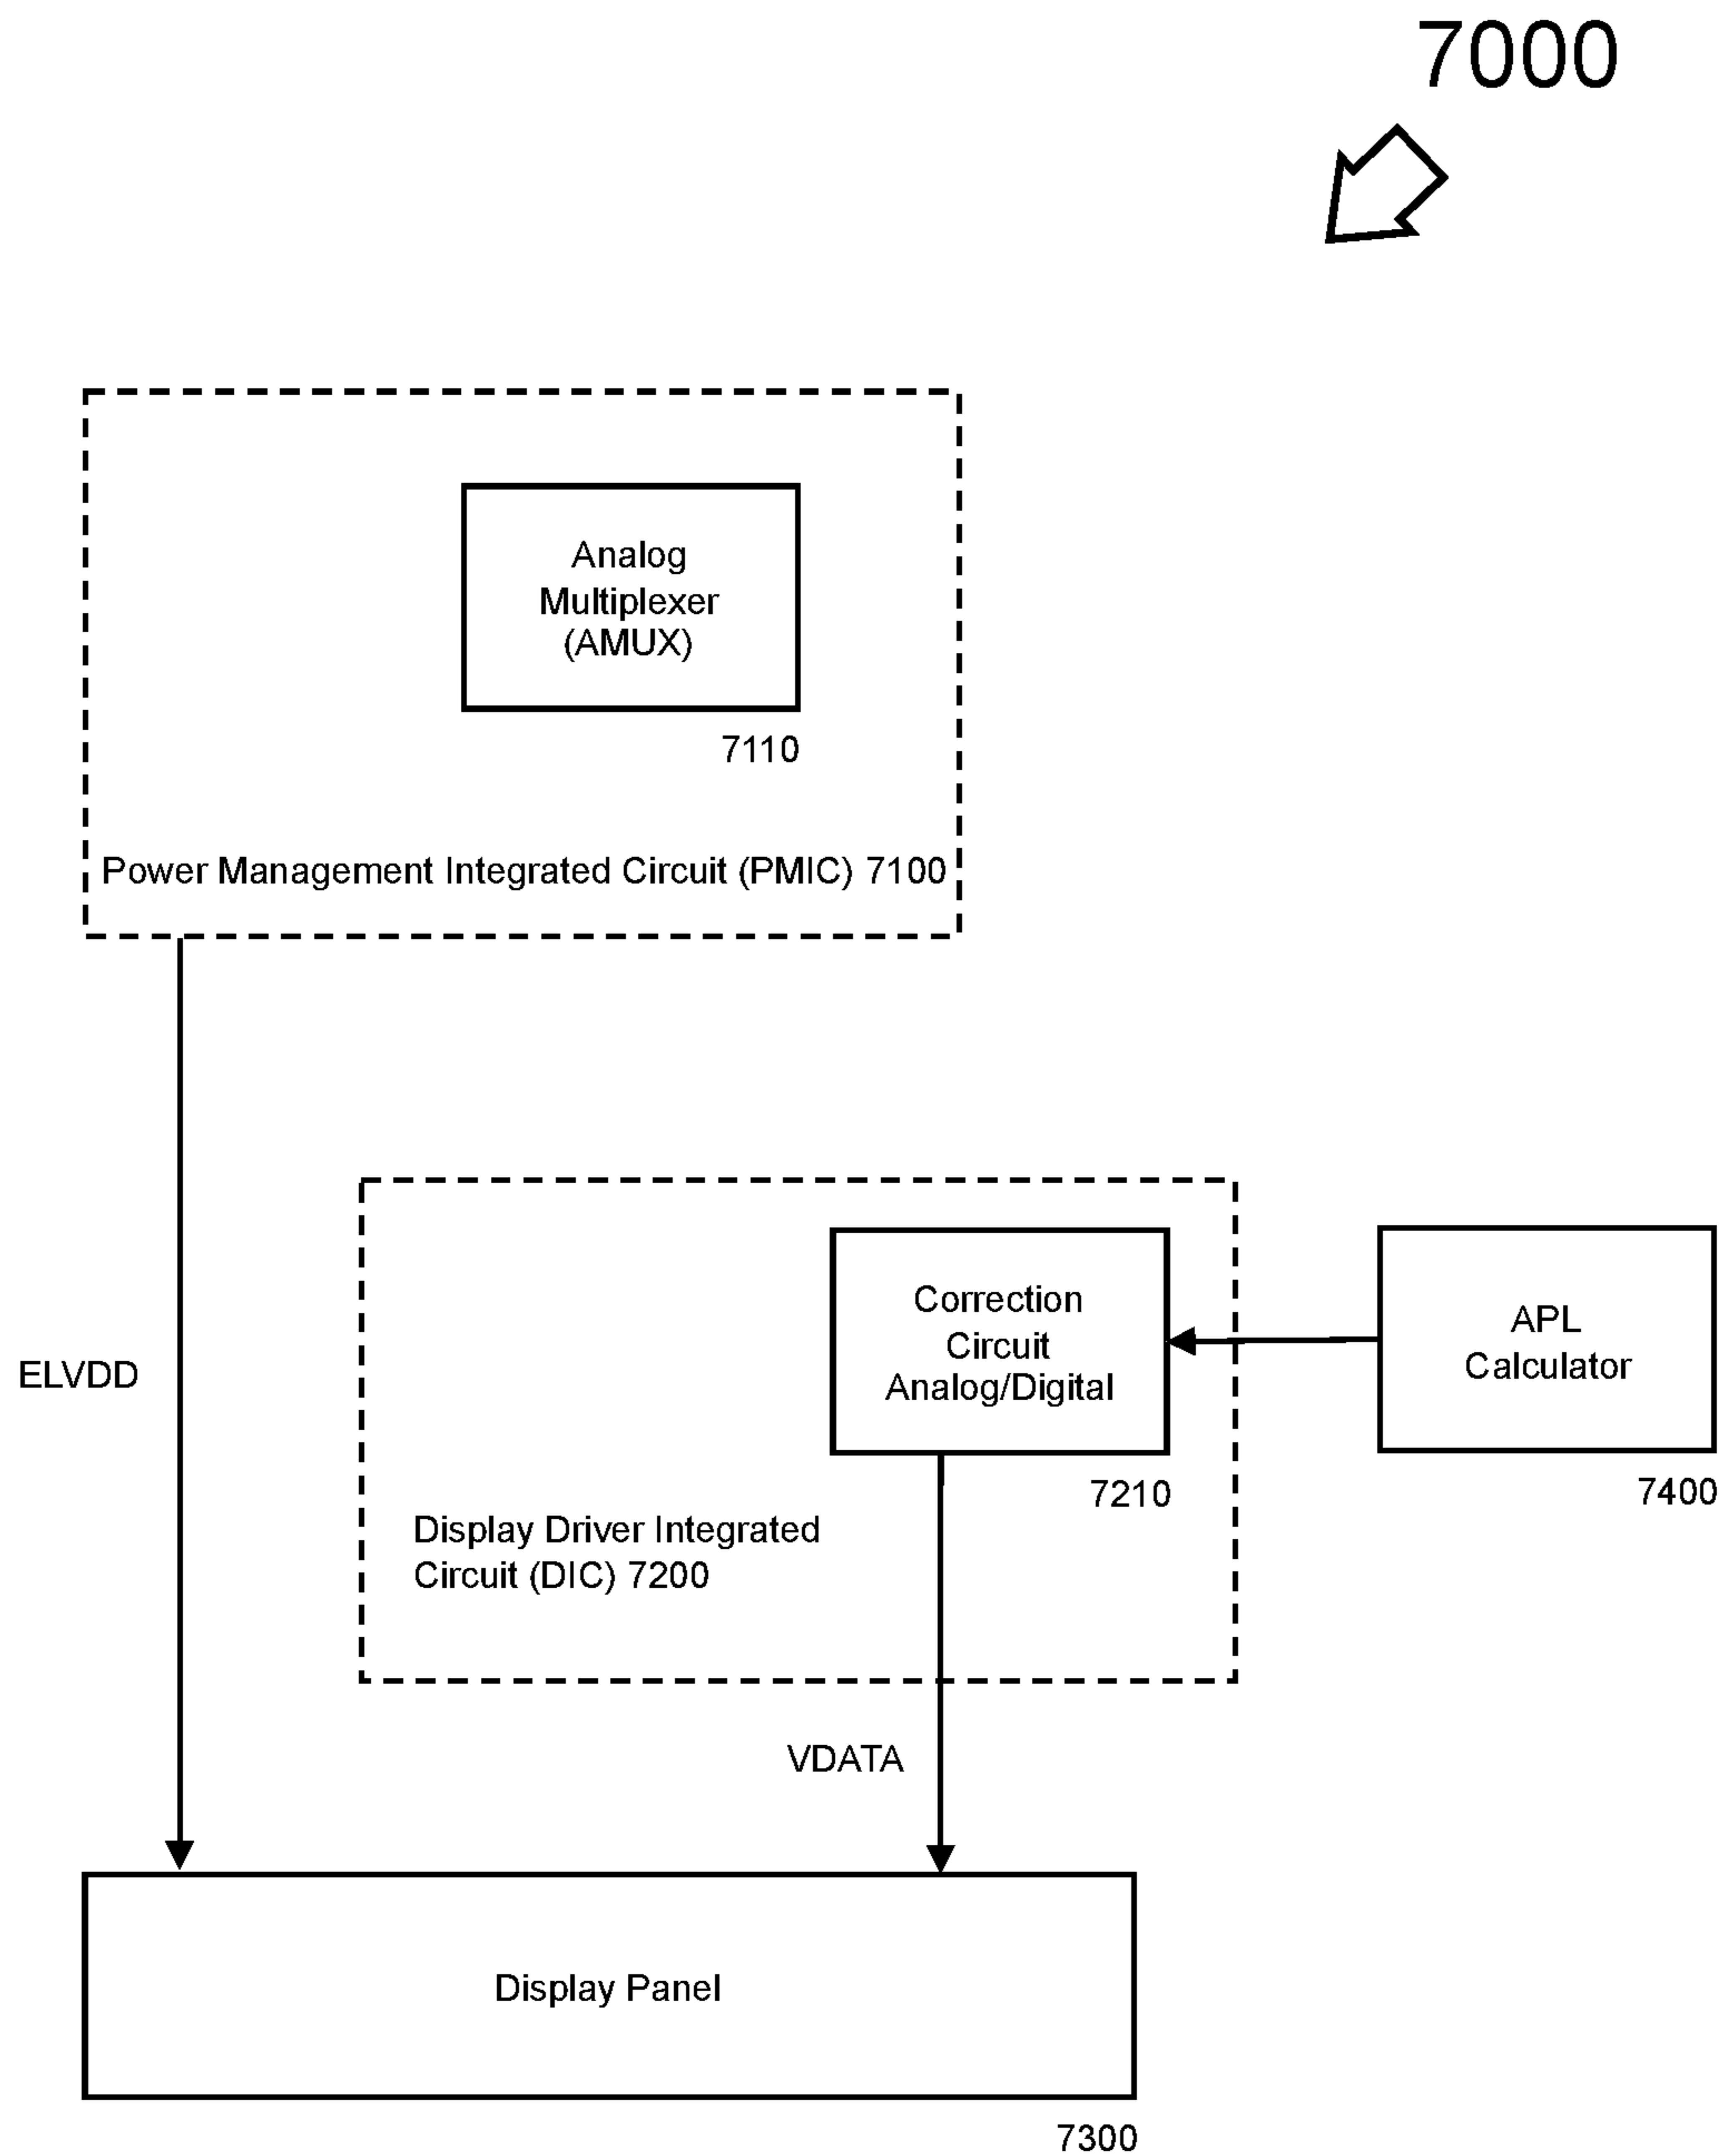 7000
Analog
Multiplexer
(AMUX)
7110
Power Management Integrated Circuit (PMIC) 7100
Correction
Circuit
Analog/Digital
7210
APL
Calculator
7400
ELVDD
Display Driver Integrated
Circuit (DIC) 7200
VDATA
Display Panel
7300